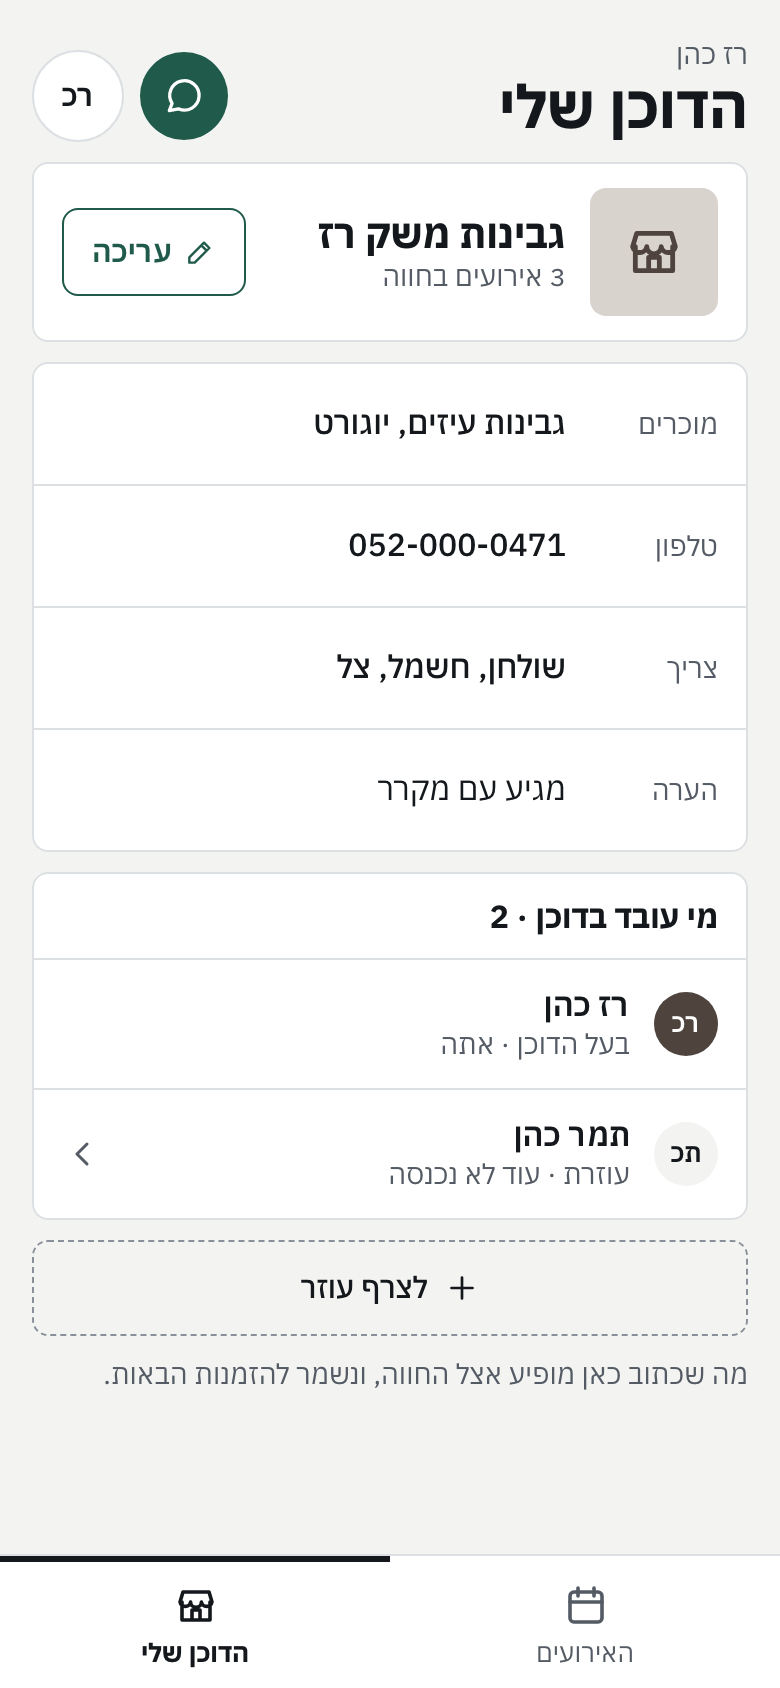 רז כהן
הדוכן שלי
רכ
גבינות משק רז
3 אירועים בחווה
עריכה
מוכרים
גבינות עיזים, יוגורט
טלפון
052-000-0471
צריך
שולחן, חשמל, צל
הערה
מגיע עם מקרר
מי עובד בדוכן · 2
רכ
רז כהן
בעל הדוכן · אתה
תכ
תמר כהן
עוזרת · עוד לא נכנסה
לצרף עוזר
מה שכתוב כאן מופיע אצל החווה, ונשמר להזמנות הבאות.
האירועים
הדוכן שלי